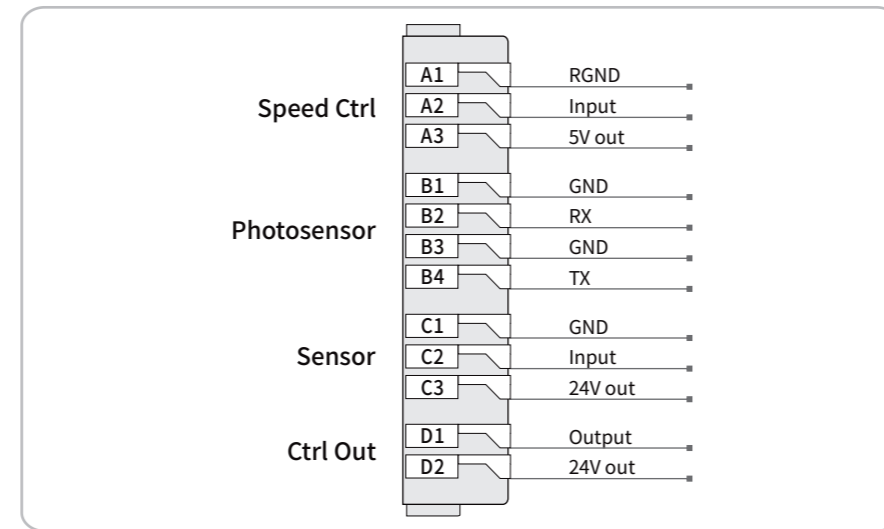 Speed Ctrl
A1 RGND
A2 Input
A3 5V out
Photosensor
B1 GND
B2 RX
B3 GND
B4 TX
Sensor
C1 GND
C2 Input
C3 24V out
Ctrl Out
D1 Output
D2 24V out